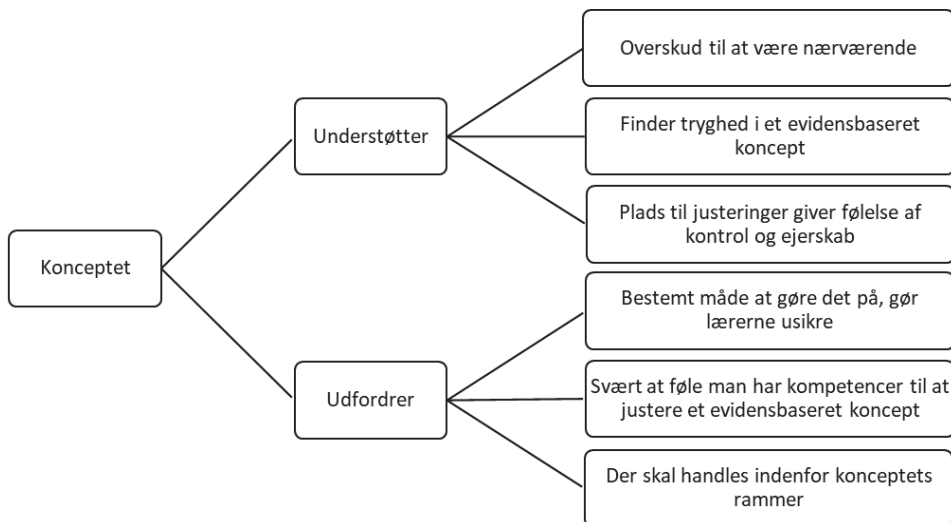 Konceptet
Understøtter
Overskud til at være nærværende
Finder tryghed i et evidensbaseret
koncept
Plads til justeringer giver følelse af
kontrol og ejerskab
Udfordrer
Bestemt måde at gøre det på, gør
lærerne usikre
Svært at føle man har kompetencer til at
justere et evidensbaseret koncept
Der skal handles indenfor konceptets
rammer